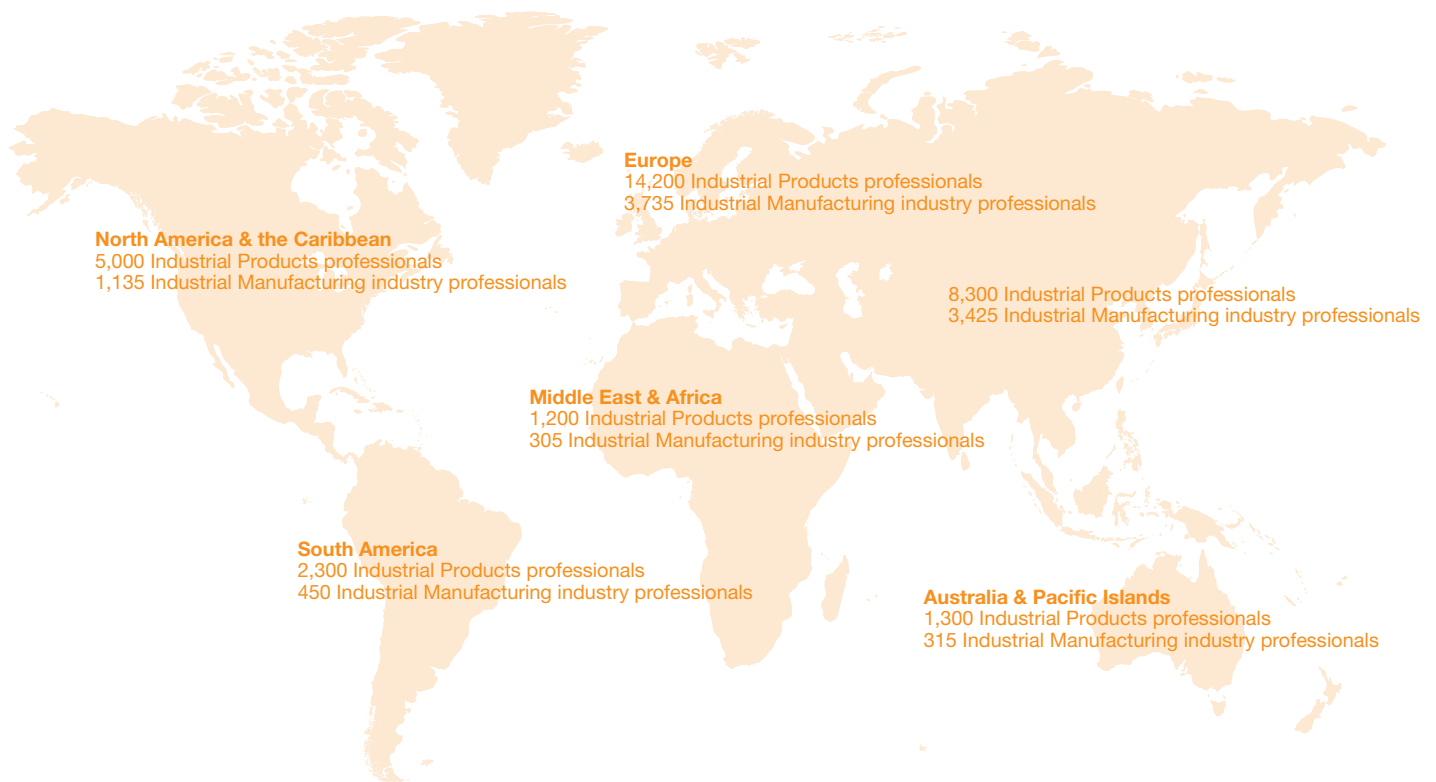 Europe
14,200 Industrial Products professionals
3,735 Industrial Manufacturing industry professionals
North America & the Caribbean
5,000 Industrial Products professionals
1,135 Industrial Manufacturing industry professionals
8,300 Industrial Products professionals
3,425 Industrial Manufacturing industry professionals
Middle East & Africa
1,200 Industrial Products professionals
305 Industrial Manufacturing industry professionals
South America
2,300 Industrial Products professionals
450 Industrial Manufacturing industry professionals
Australia & Pacific Islands
1,300 Industrial Products professionals
315 Industrial Manufacturing industry professionals